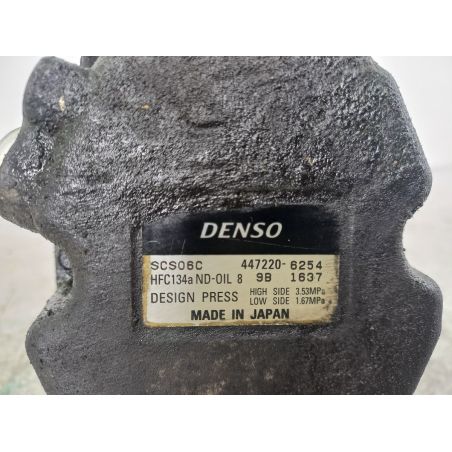 DENSO
SCS06C 447220-6254
HFC134a ND-OIL 8 9B 1637
DESIGN PRESS HIGH SIDE 3.53MPa
LOW SIDE 1.67MPa
MADE IN JAPAN